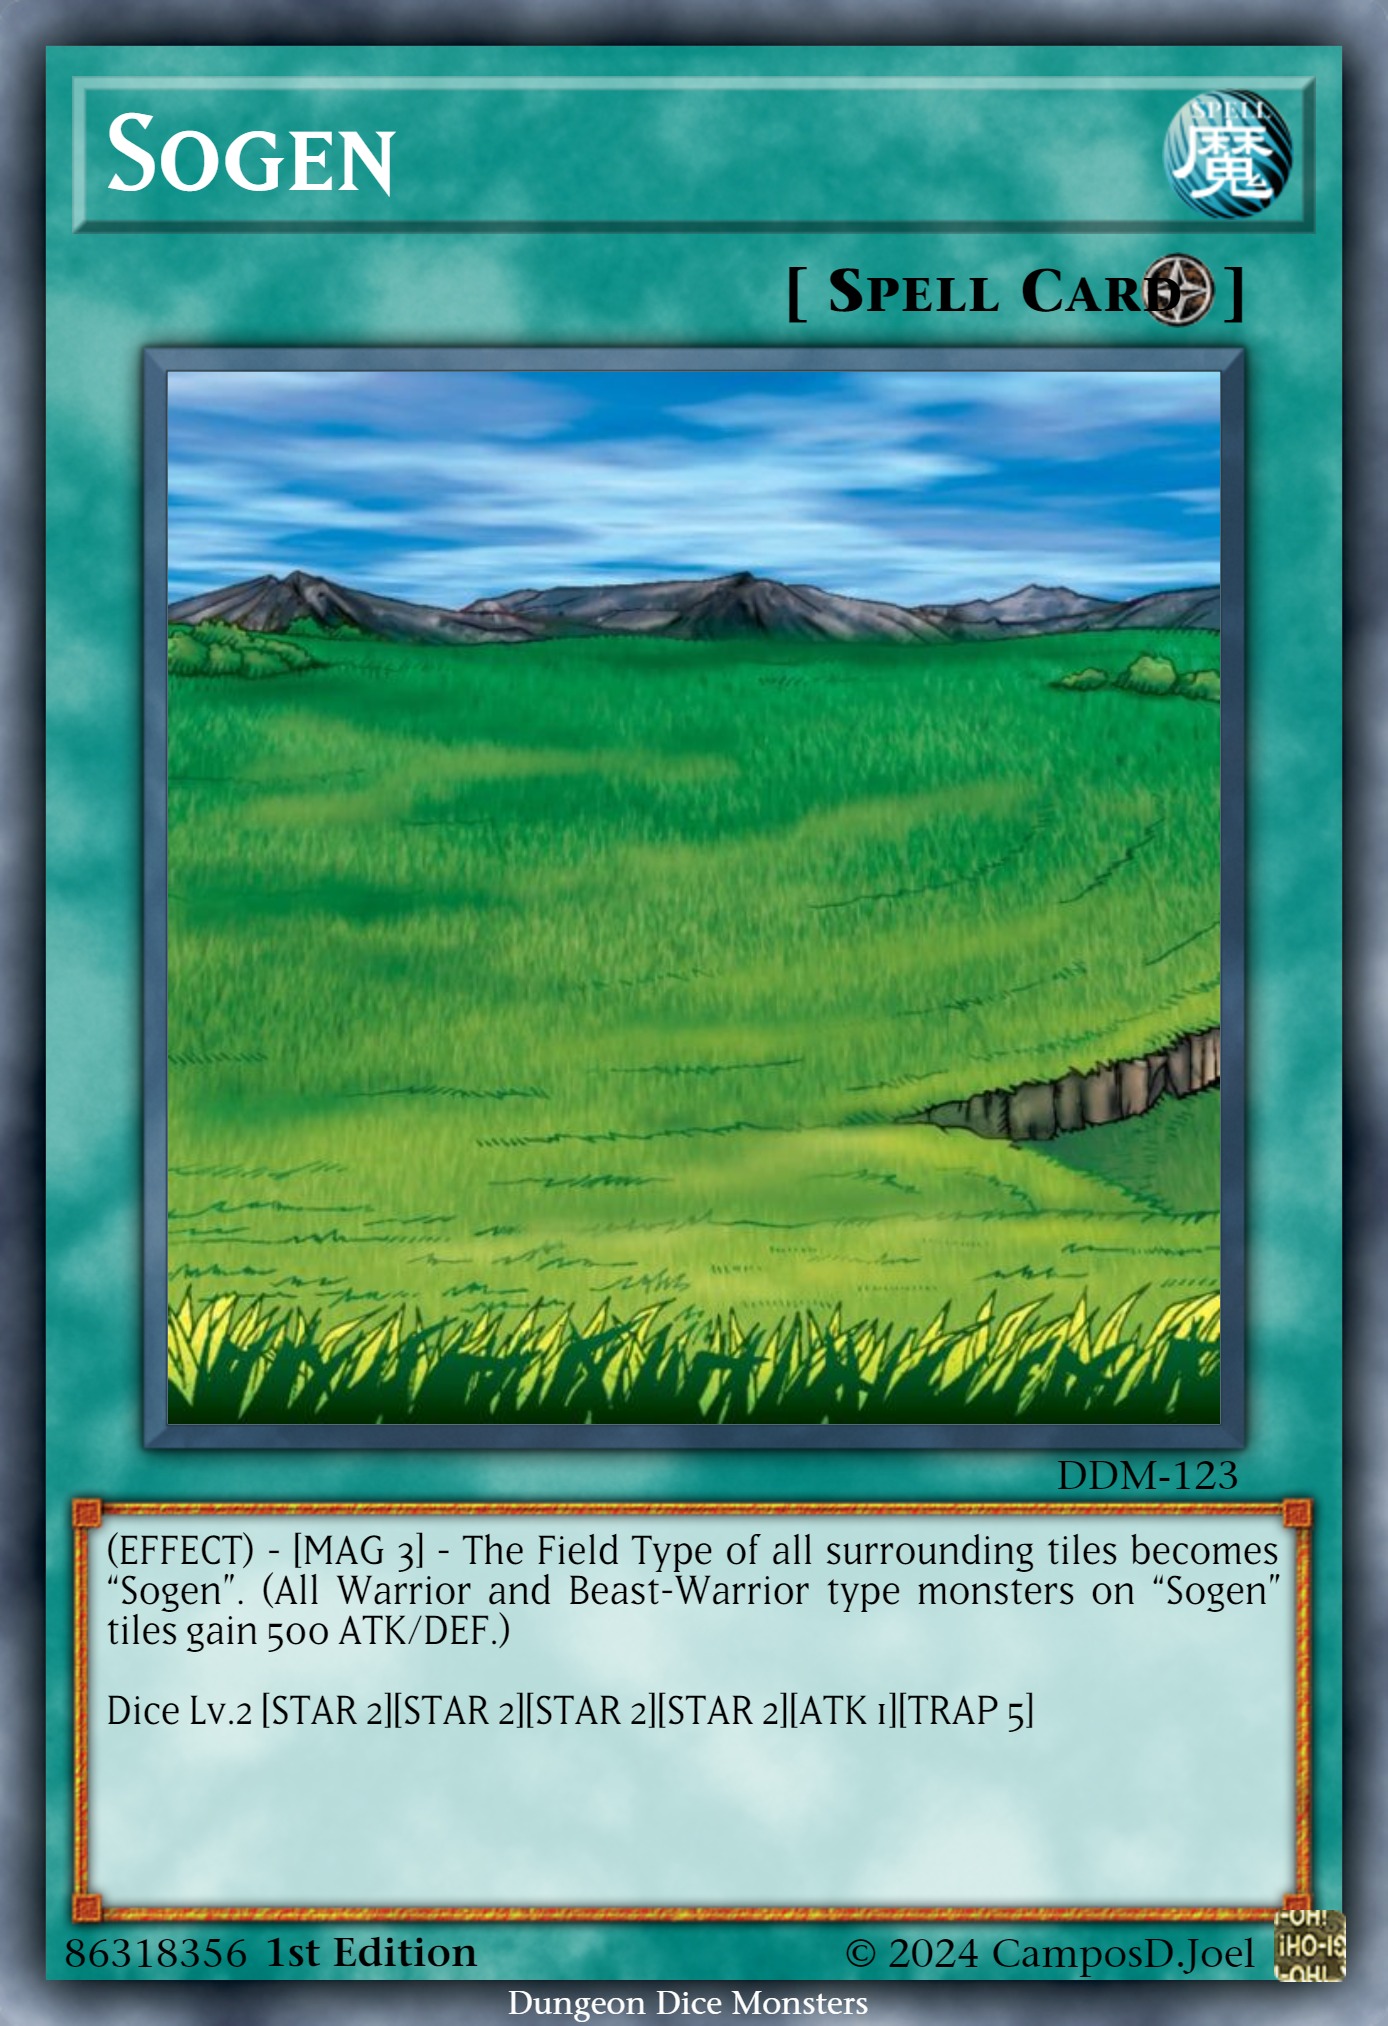 SOGEN
SPELL
魔
[ SPELL CARD ]
DDM-123
(EFFECT) - [MAG 3] - The Field Type of all surrounding tiles becomes
“Sogen”. (All Warrior and Beast-Warrior type monsters on “Sogen”
tiles gain 500 ATK/DEF.)
Dice Lv.2 [STAR 2][STAR 2][STAR 2][STAR 2][ATK 1][TRAP 5]
86318356 1st Edition
© 2024 CamposD.Joel
Dungeon Dice Monsters